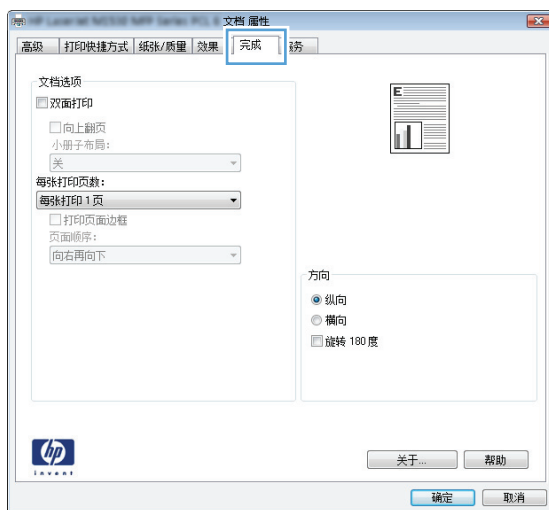 文档 属性
高级 打印快捷方式 纸张/质量 效果 完成 服务
文档选项
双面打印
向上翻页
小册子布局:
关
每张打印页数:
每张打印 1 页
打印页面边框
页面顺序:
向右再向下
E
方向
纵向
横向
旋转 180 度
hp
invent
关于... 帮助
确定 取消